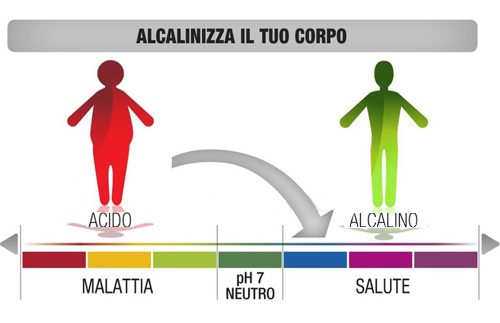 ALCALINIZZA IL TUO CORPO
ACIDO
ALCALINO
MALATTIA
pH 7
NEUTRO
SALUTE